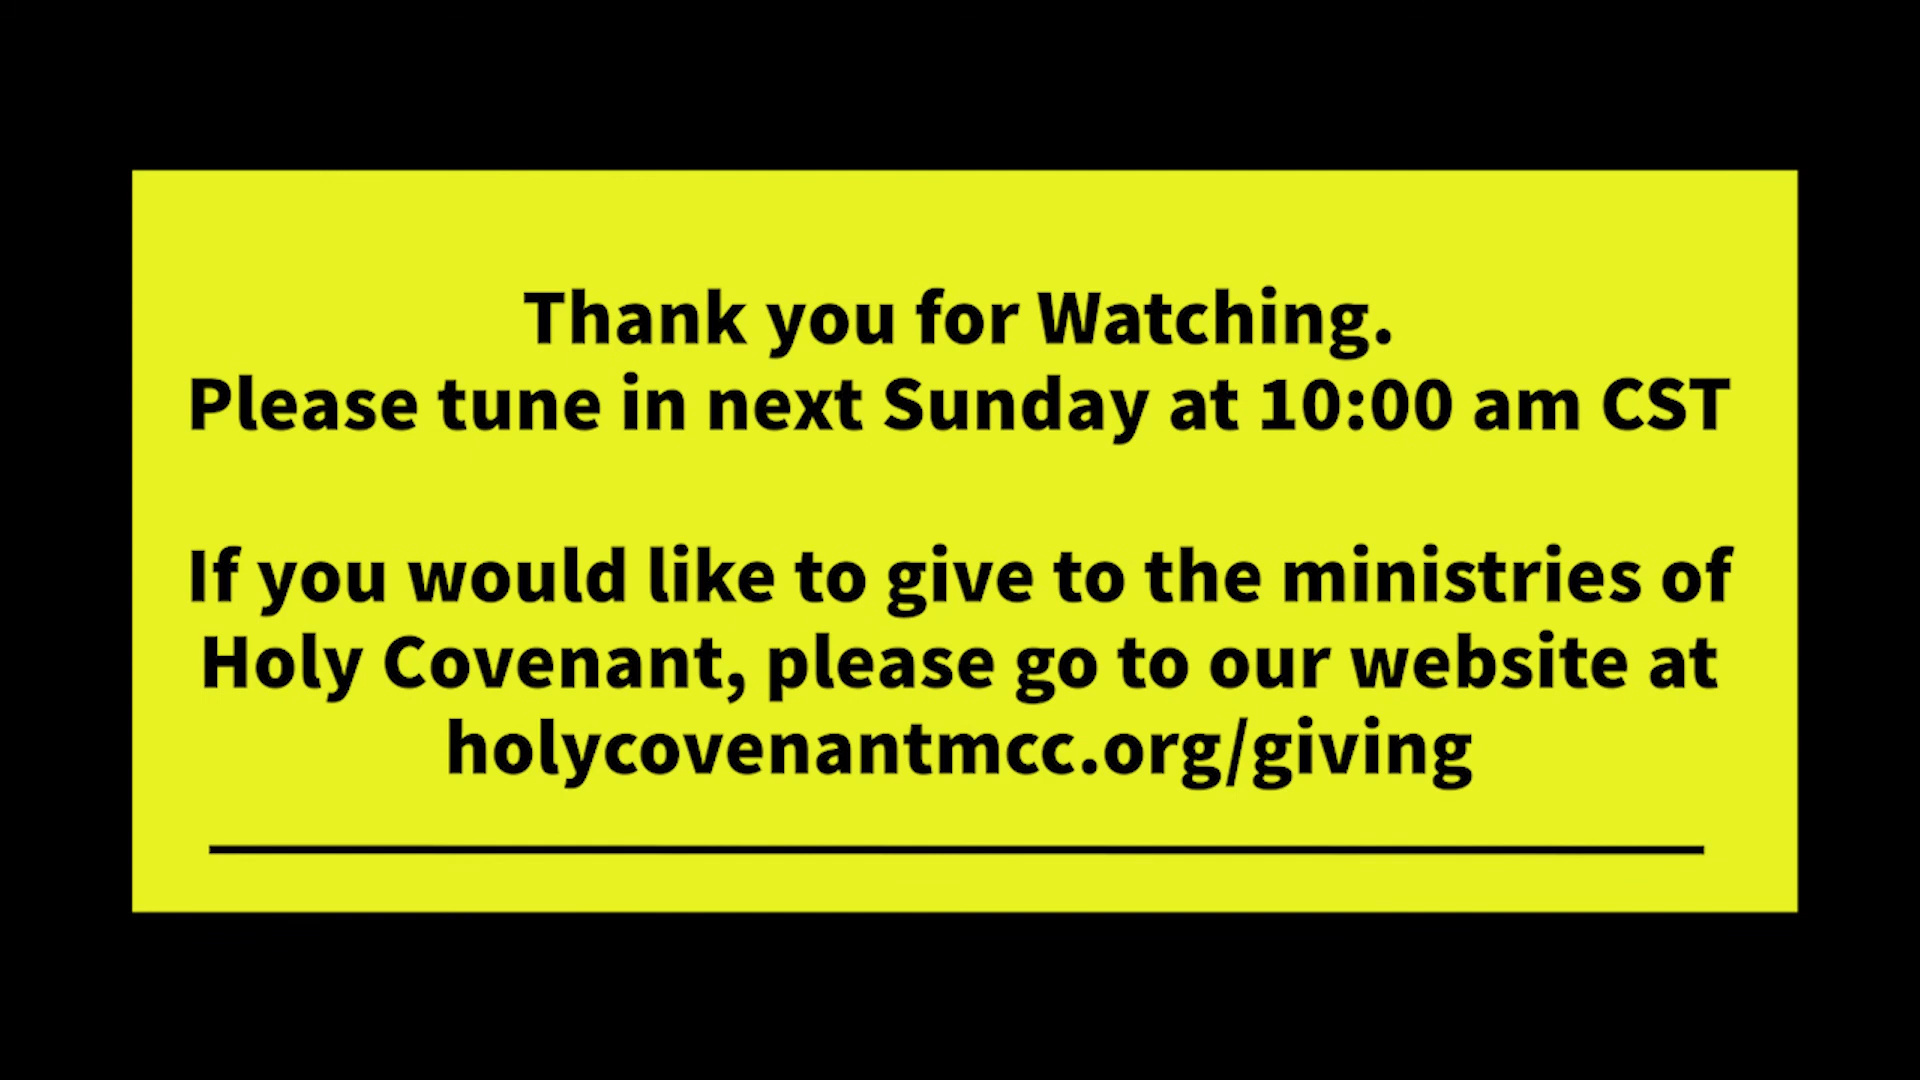 Thank you for Watching.
Please tune in next Sunday at 10:00 am CST
If you would like to give to the ministries of
Holy Covenant, please go to our website at
holycovenantmcc.org/giving